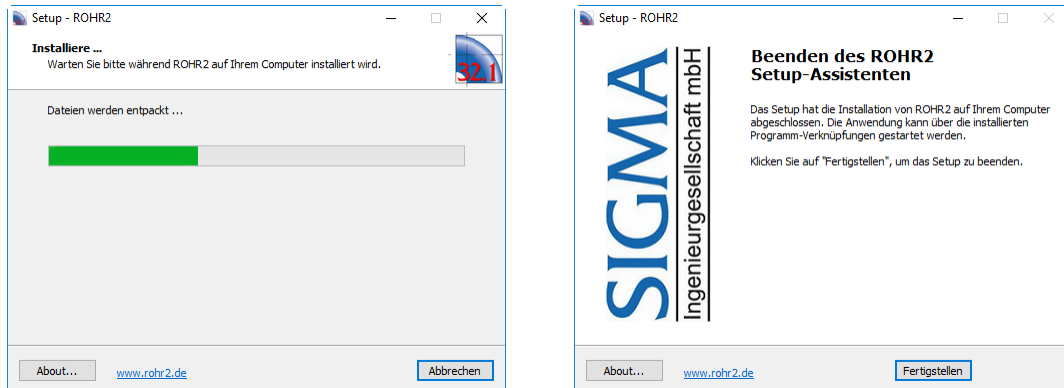 Setup - ROHR2
Installiere ...
Warten Sie bitte während ROHR2 auf Ihrem Computer installiert wird.
32.1
Dateien werden entpackt ...
About...
www.rohr2.de
Abbrechen
Setup - ROHR2
SIGMA
Ingenieurgesellschaft mbH
Beenden des ROHR2
Setup-Assistenten
Das Setup hat die Installation von ROHR2 auf Ihrem Computer
abgeschlossen. Die Anwendung kann über die installierten
Programm-Verknüpfungen gestartet werden.
Klicken Sie auf "Fertigstellen", um das Setup zu beenden.
About...
www.rohr2.de
Fertigstellen